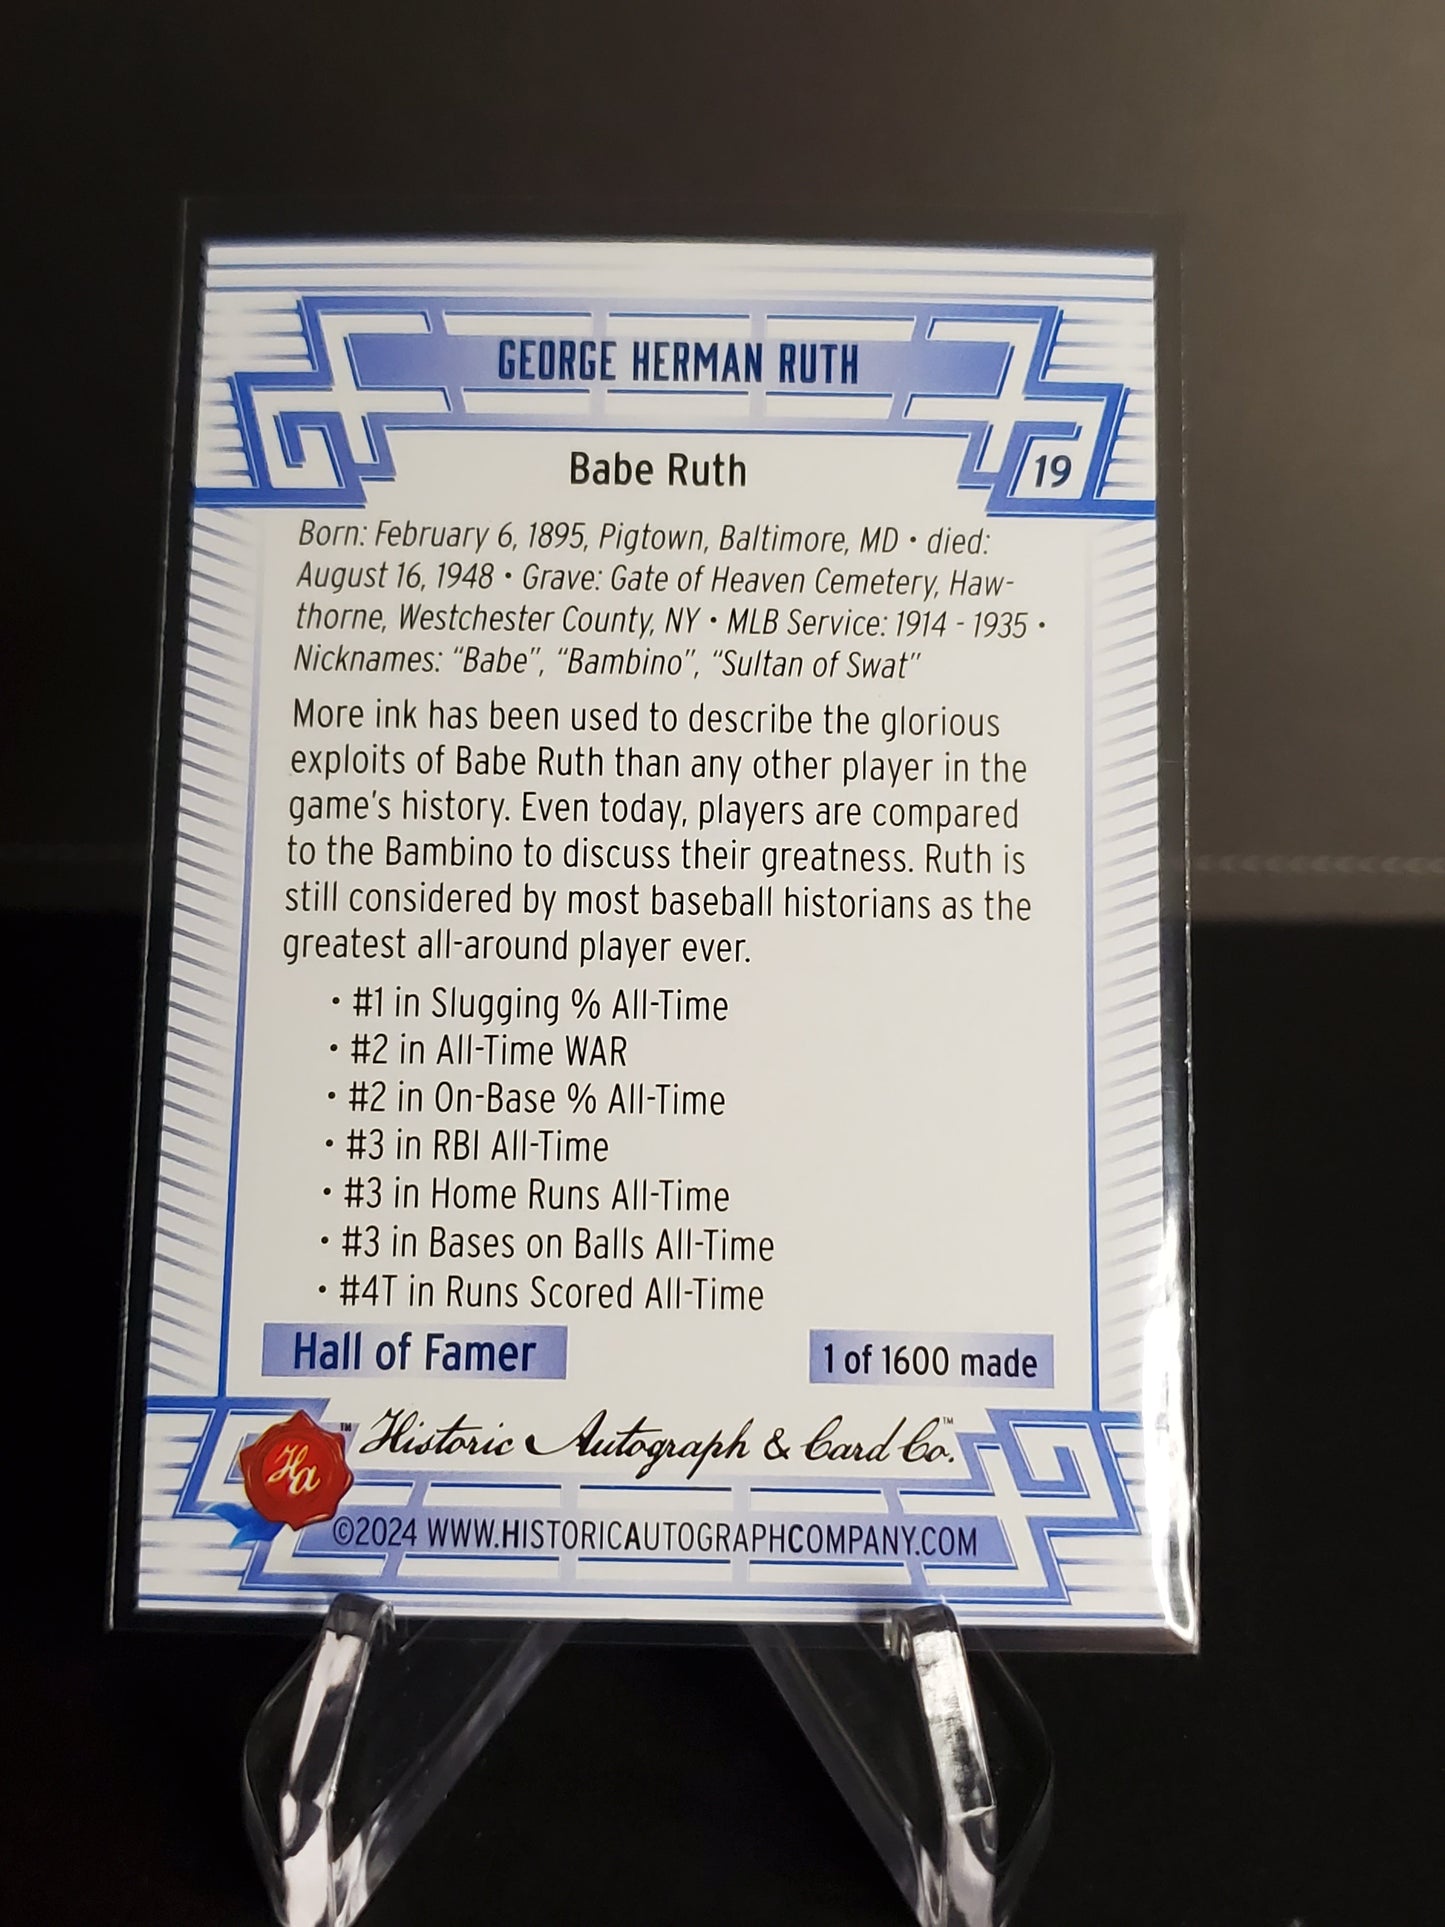 GEORGE HERMAN RUTH
Babe Ruth
19
Born: February 6, 1895, Pigtown, Baltimore, MD • died:
August 16, 1948 • Grave: Gate of Heaven Cemetery, Haw-
thorne, Westchester County, NY • MLB Service: 1914 - 1935 •
Nicknames: “Babe”, “Bambino”, “Sultan of Swat”
More ink has been used to describe the glorious
exploits of Babe Ruth than any other player in the
game's history. Even today, players are compared
to the Bambino to discuss their greatness. Ruth is
still considered by most baseball historians as the
greatest all-around player ever.
• #1 in Slugging % All-Time
• #2 in All-Time WAR
• #2 in On-Base % All-Time
• #3 in RBI All-Time
• #3 in Home Runs All-Time
• #3 in Bases on Balls All-Time
• #4T in Runs Scored All-Time
Hall of Famer
1 of 1600 made
Ha ™ Historic Autograph & Card Co.™
©2024 WWW.HISTORICAUTOGRAPHCOMPANY.COM